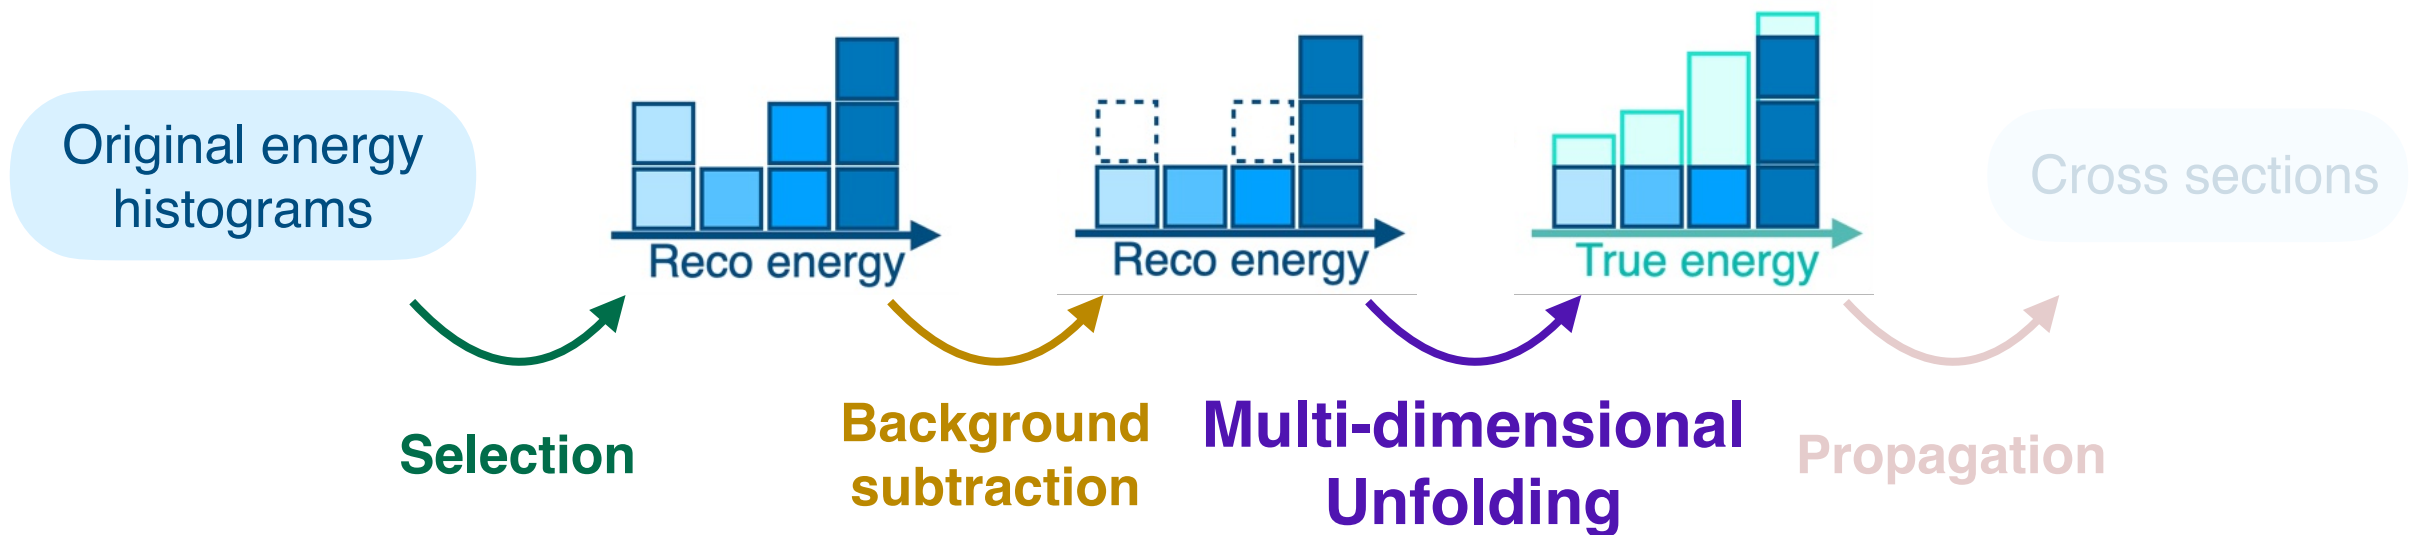 Original energy
histograms
Reco energy
Reco energy
True energy
Cross sections
Selection
Background
subtraction
Multi-dimensional
Unfolding
Propagation